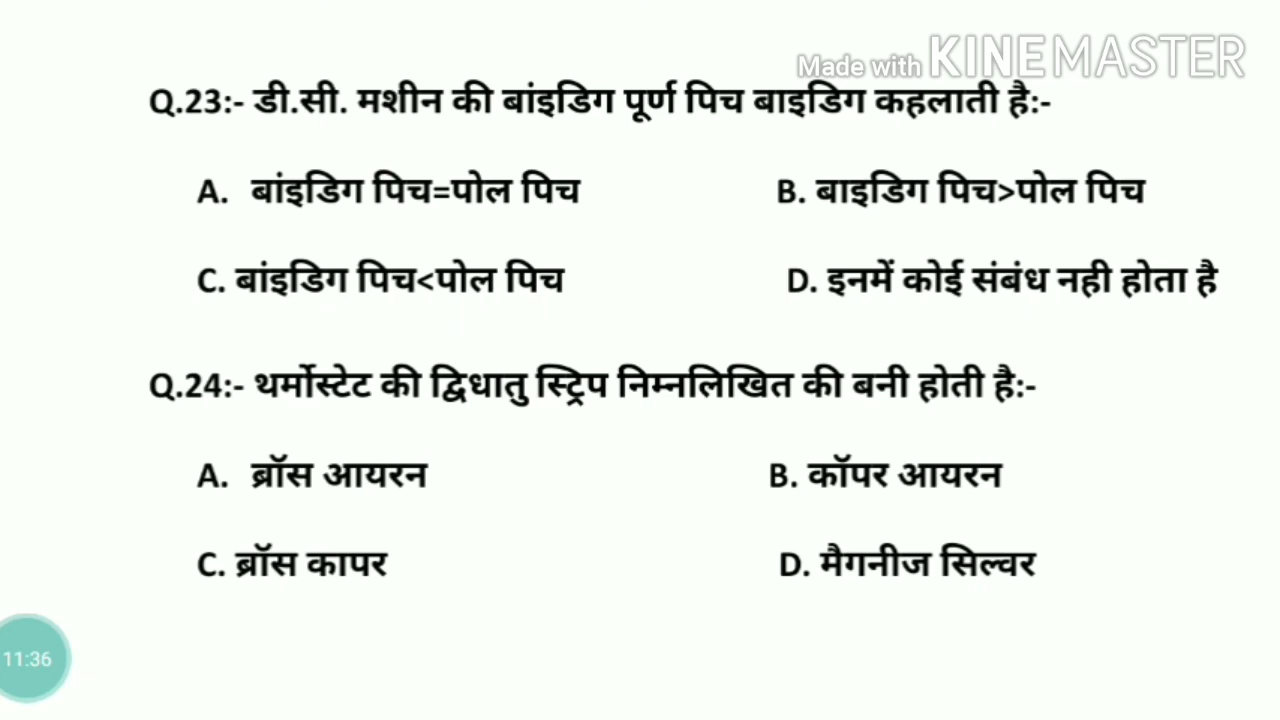 Made with KINEMASTER
Q.23:- डी.सी. मशीन की बांइडिग पूर्ण पिच बाइडिग कहलाती है:-
A. बांइडिग पिच=पोल पिच B. बाइडिग पिच>पोल पिच
C. बांइडिग पिच<पोल पिच D. इनमें कोई संबंध नही होता है
Q.24:- थर्मोस्टेट की द्विधातु स्ट्रिप निम्नलिखित की बनी होती है:-
A. ब्रॉस आयरन B. कॉपर आयरन
C. ब्रॉस कापर D. मैगनीज सिल्वर
11:36